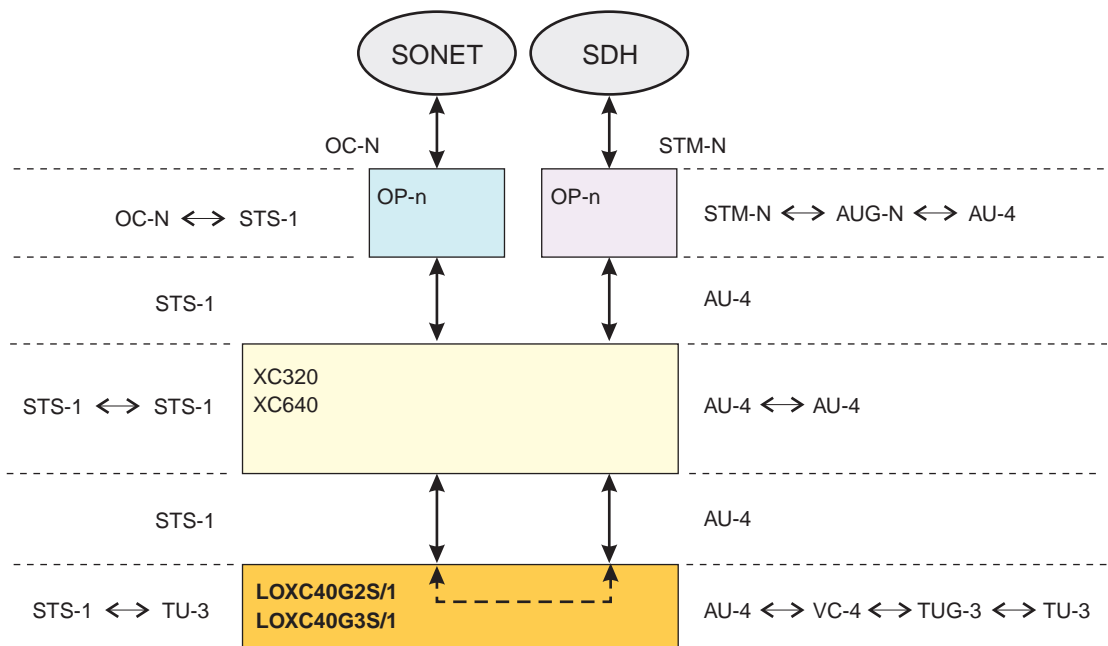 SONET SDH
OC-N STM-N
OP-n OP-n
OC-N ↔ STS-1 STM-N ↔ AUG-N ↔ AU-4
STS-1 AU-4
XC320
XC640
STS-1 ↔ STS-1 AU-4 ↔ AU-4
STS-1 AU-4
LOXC40G2S/1
LOXC40G3S/1
STS-1 ↔ TU-3 AU-4 ↔ VC-4 ↔ TUG-3 ↔ TU-3